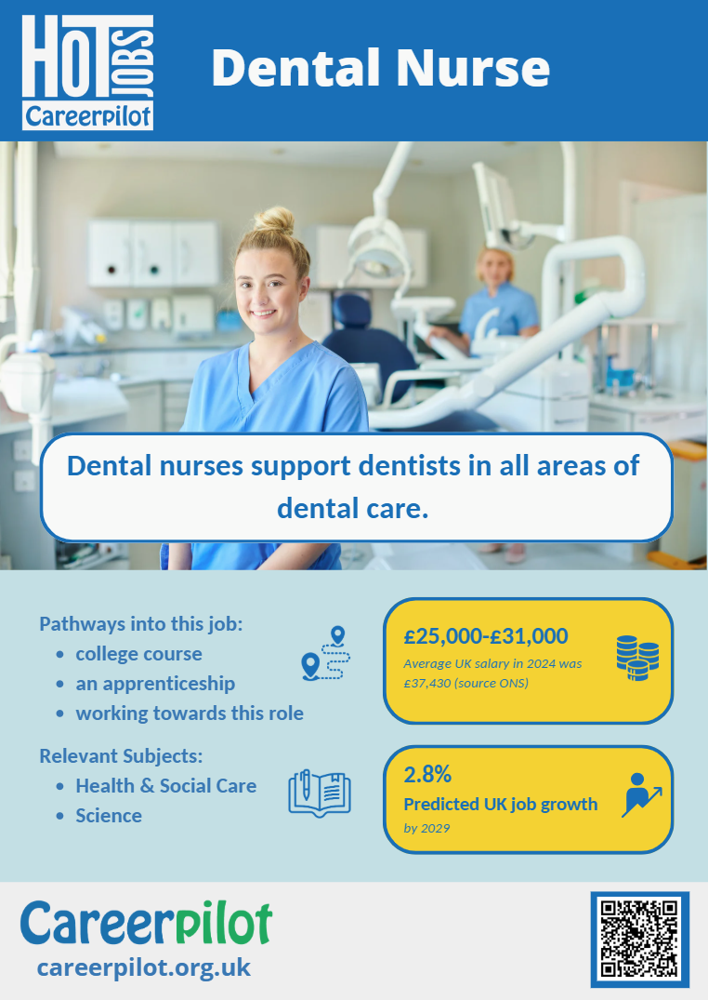 HOT JOBS
Careerpilot
Dental Nurse
Dental nurses support dentists in all areas of
dental care.
Pathways into this job:
• college course
• an apprenticeship
• working towards this role
Relevant Subjects:
• Health & Social Care
• Science
£25,000-£31,000
Average UK salary in 2024 was
£37,430 (source ONS)
2.8%
Predicted UK job growth
by 2029
Careerpilot
careerpilot.org.uk